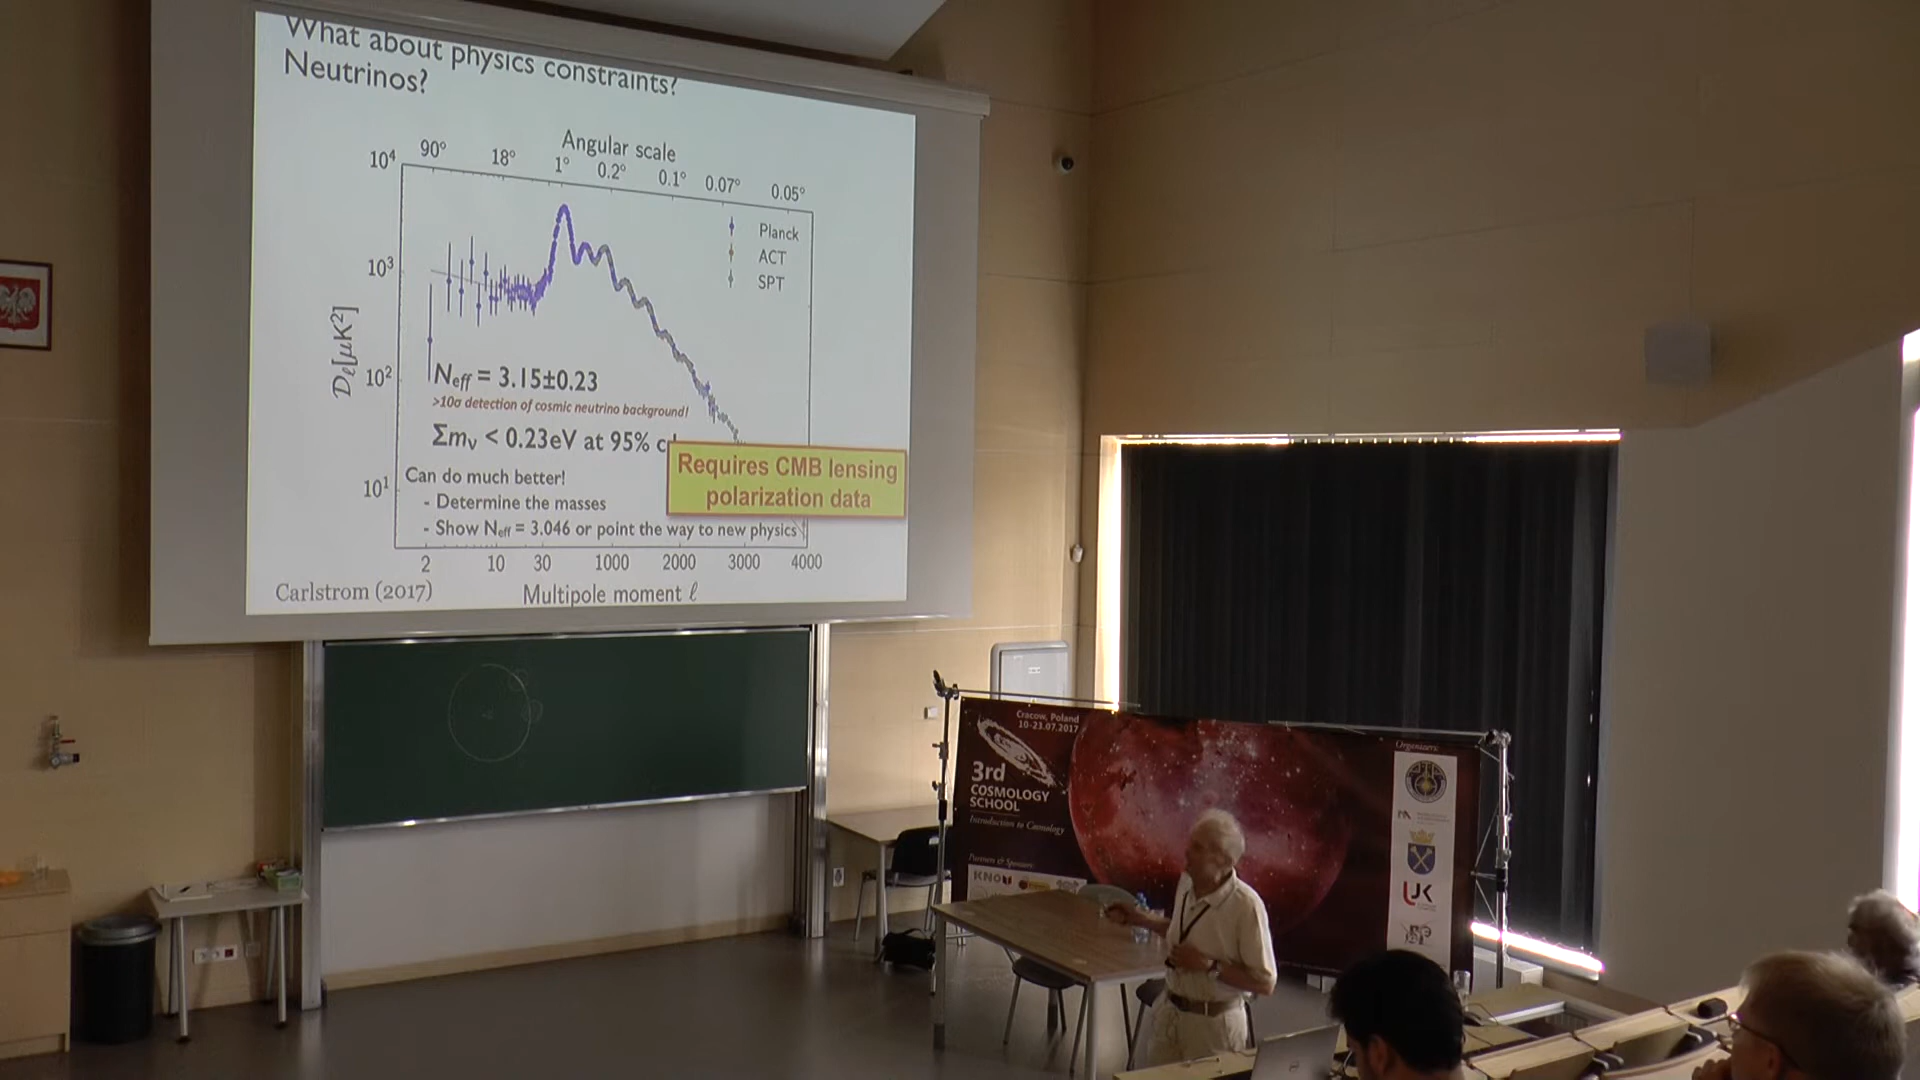 What about physics constraints?
Neutrinos?
Angular scale
90° 18° 1° 0.2° 0.1° 0.07° 0.05°
10⁴
10³
10²
10¹
𝒟ℓ[μK²]
Planck
ACT
SPT
Neff = 3.15±0.23
>10σ detection of cosmic neutrino background!
Σmν < 0.23eV at 95% c
Requires CMB lensing
polarization data
Can do much better!
- Determine the masses
- Show Neff = 3.046 or point the way to new physics
2 10 30 1000 2000 3000 4000
Multipole moment ℓ
Carlstrom (2017)
Cracow, Poland
10-23.07.2017
3rd
COSMOLOGY
SCHOOL
Introduction to Cosmology
Partners & Sponsors:
KNO
Organizers:
UJK